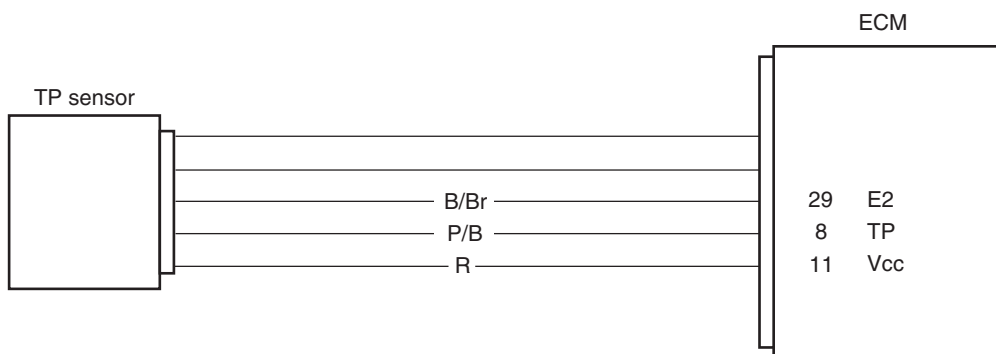 ECM
TP sensor
B/Br 29 E2
P/B 8 TP
R 11 Vcc